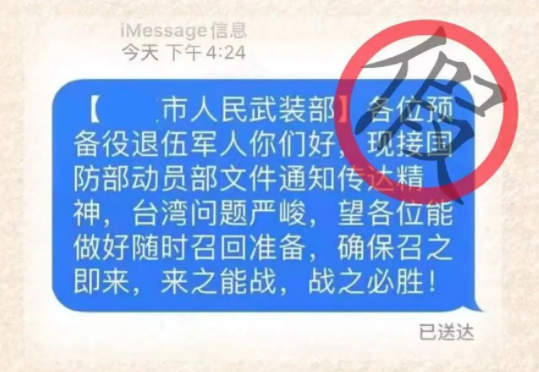 iMessage信息
今天 下午4:24
【 市人民武装部】各位预
备役退伍军人你们好，现接国
防部动员部文件通知传达精
神，台湾问题严峻，望各位能
做好随时召回准备，确保召之
即来，来之能战，战之必胜！
已送达
假